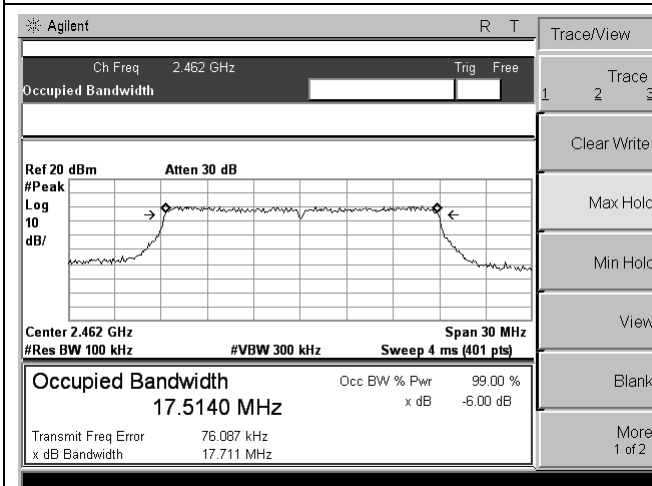 Agilent R T
Trace/View
Ch Freq 2.462 GHz Trig Free
Occupied Bandwidth
Trace
1 2 3
Clear Write
Ref 20 dBm Atten 30 dB
#Peak
Log
10
dB/
Max Hold
Min Hold
Center 2.462 GHz Span 30 MHz
#Res BW 100 kHz #VBW 300 kHz Sweep 4 ms (401 pts)
View
Occupied Bandwidth Occ BW % Pwr 99.00 %
17.5140 MHz x dB -6.00 dB
Blank
Transmit Freq Error 76.087 kHz
x dB Bandwidth 17.711 MHz
More
1 of 2